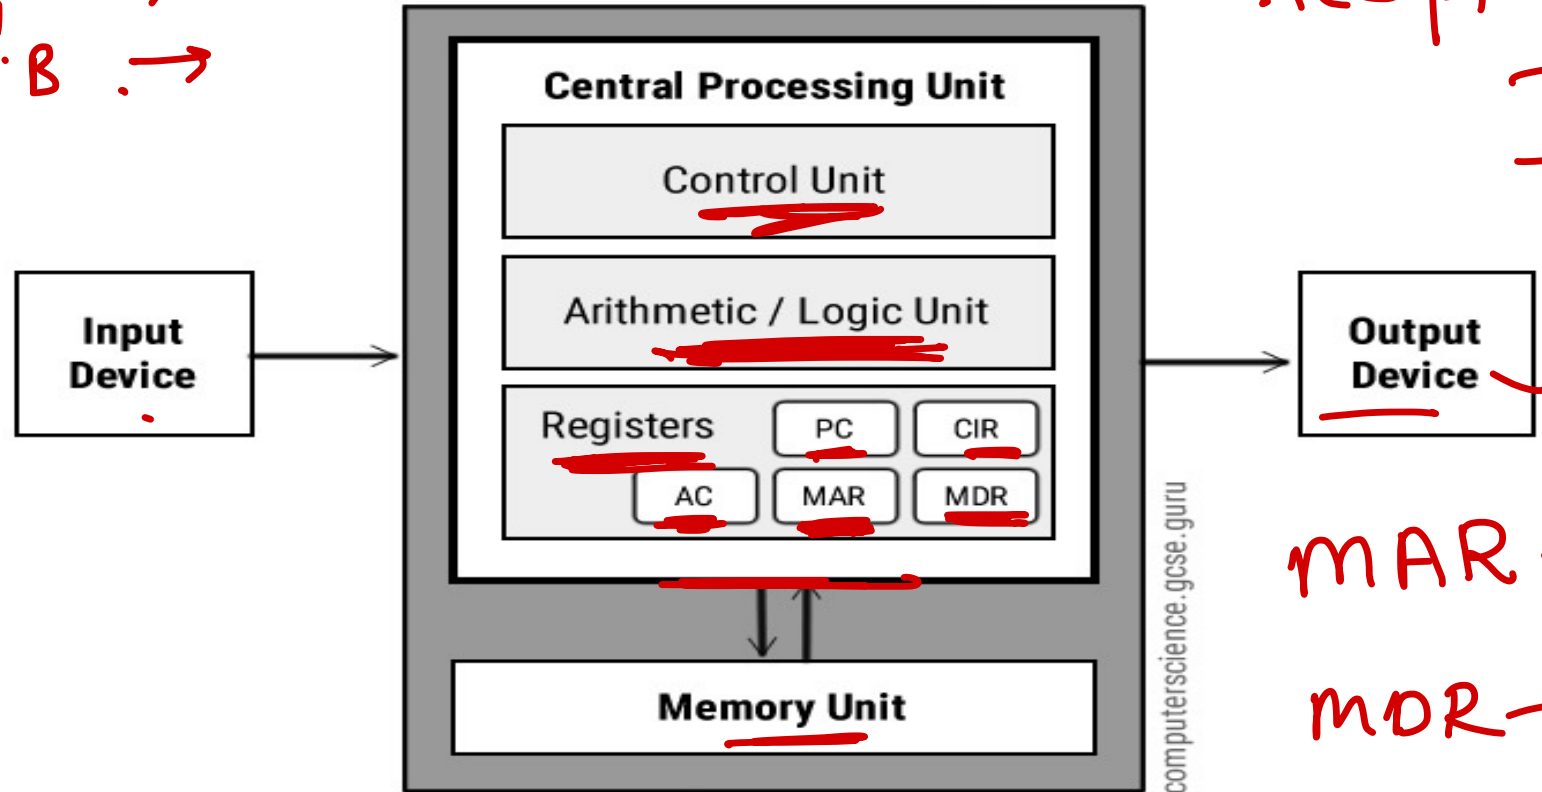 B
Central Processing Unit
Control Unit
Arithmetic / Logic Unit
Input
Device
Output
Device
Registers
PC
CIR
AC
MAR
MDR
MAR
MDR
Memory Unit
computerscience.gcse.guru